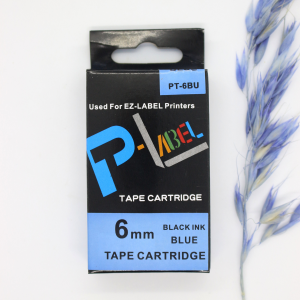 PT-6BU
Used For EZ-LABEL Printers
P-LABEL
TAPE CARTRIDGE
6mm BLACK INK
BLUE
TAPE CARTRIDGE